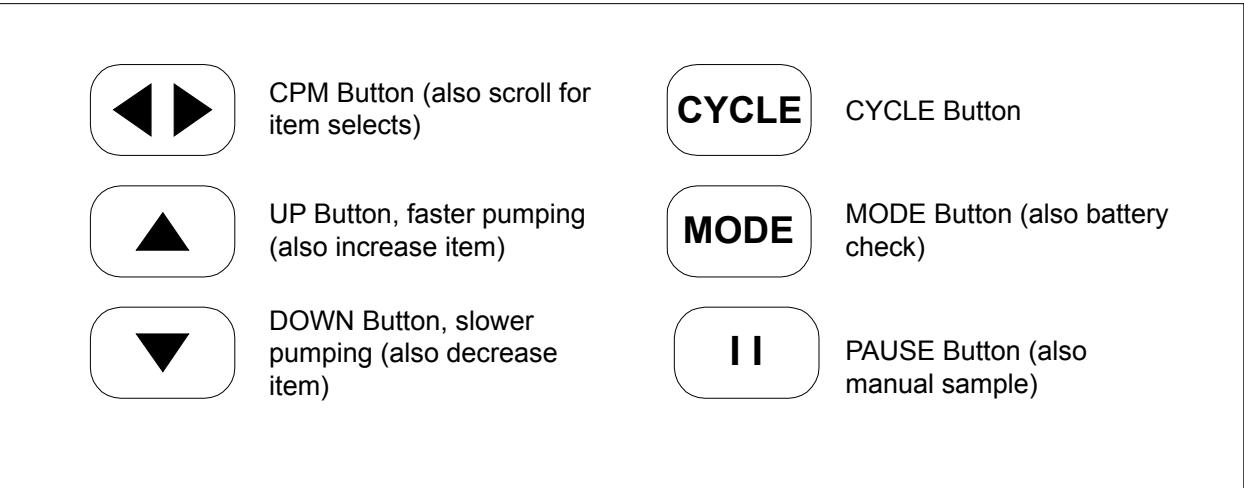 CPM Button (also scroll for
item selects)
UP Button, faster pumping
(also increase item)
DOWN Button, slower
pumping (also decrease
item)
CYCLE
CYCLE Button
MODE
MODE Button (also battery
check)
PAUSE Button (also
manual sample)